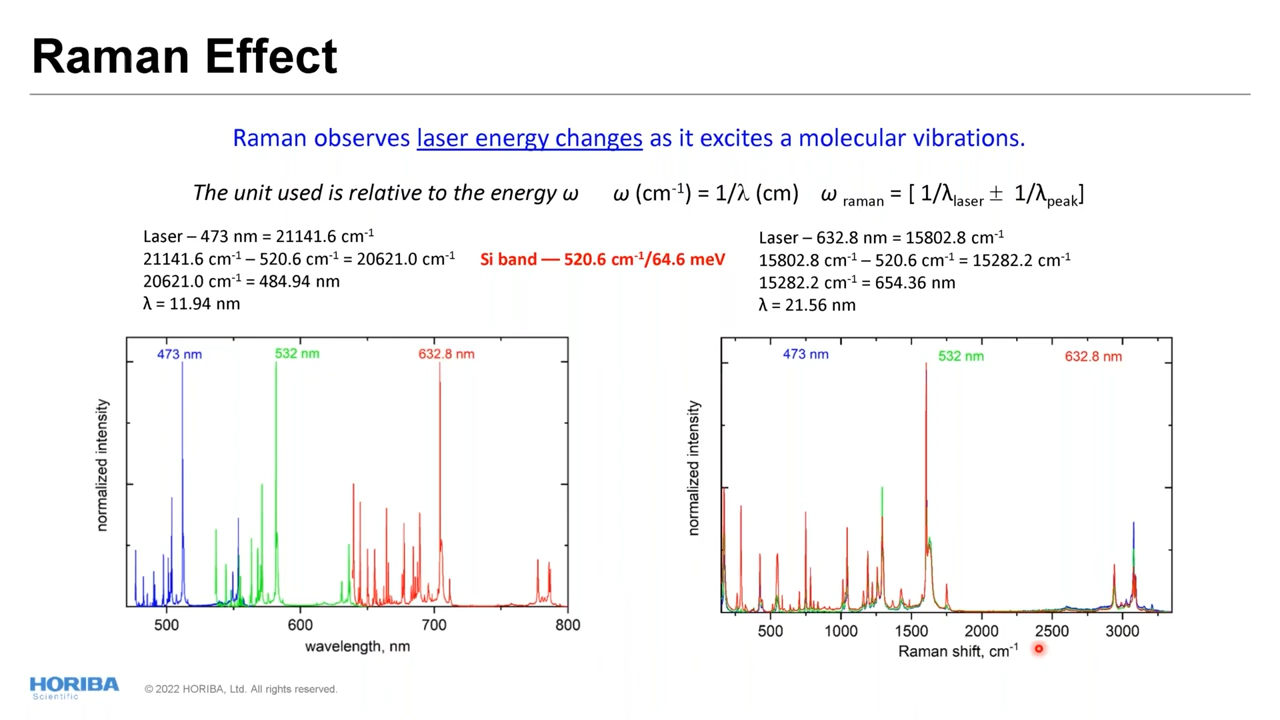 Raman Effect
Raman observes laser energy changes as it excites a molecular vibrations.
The unit used is relative to the energy ω ω (cm⁻¹) = 1/λ (cm) ω raman = [ 1/λlaser ± 1/λpeak]
Laser – 473 nm = 21141.6 cm⁻¹
21141.6 cm⁻¹ – 520.6 cm⁻¹ = 20621.0 cm⁻¹
20621.0 cm⁻¹ = 484.94 nm
λ = 11.94 nm
Si band — 520.6 cm⁻¹/64.6 meV
Laser – 632.8 nm = 15802.8 cm⁻¹
15802.8 cm⁻¹ – 520.6 cm⁻¹ = 15282.2 cm⁻¹
15282.2 cm⁻¹ = 654.36 nm
λ = 21.56 nm
473 nm 532 nm 632.8 nm
normalized intensity
500 600 700 800
wavelength, nm
473 nm 532 nm 632.8 nm
normalized intensity
500 1000 1500 2000 2500 3000
Raman shift, cm⁻¹
HORIBA
Scientific
© 2022 HORIBA, Ltd. All rights reserved.